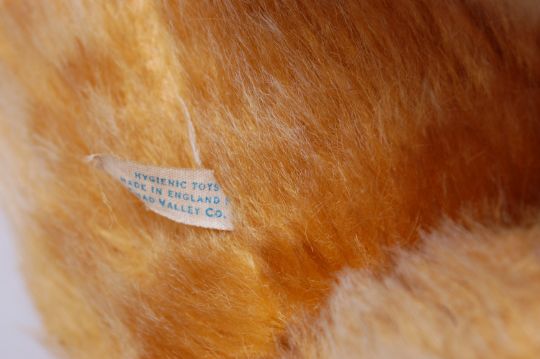 HYGIENIC TOYS
MADE IN ENGLAND
VALLEY CO.